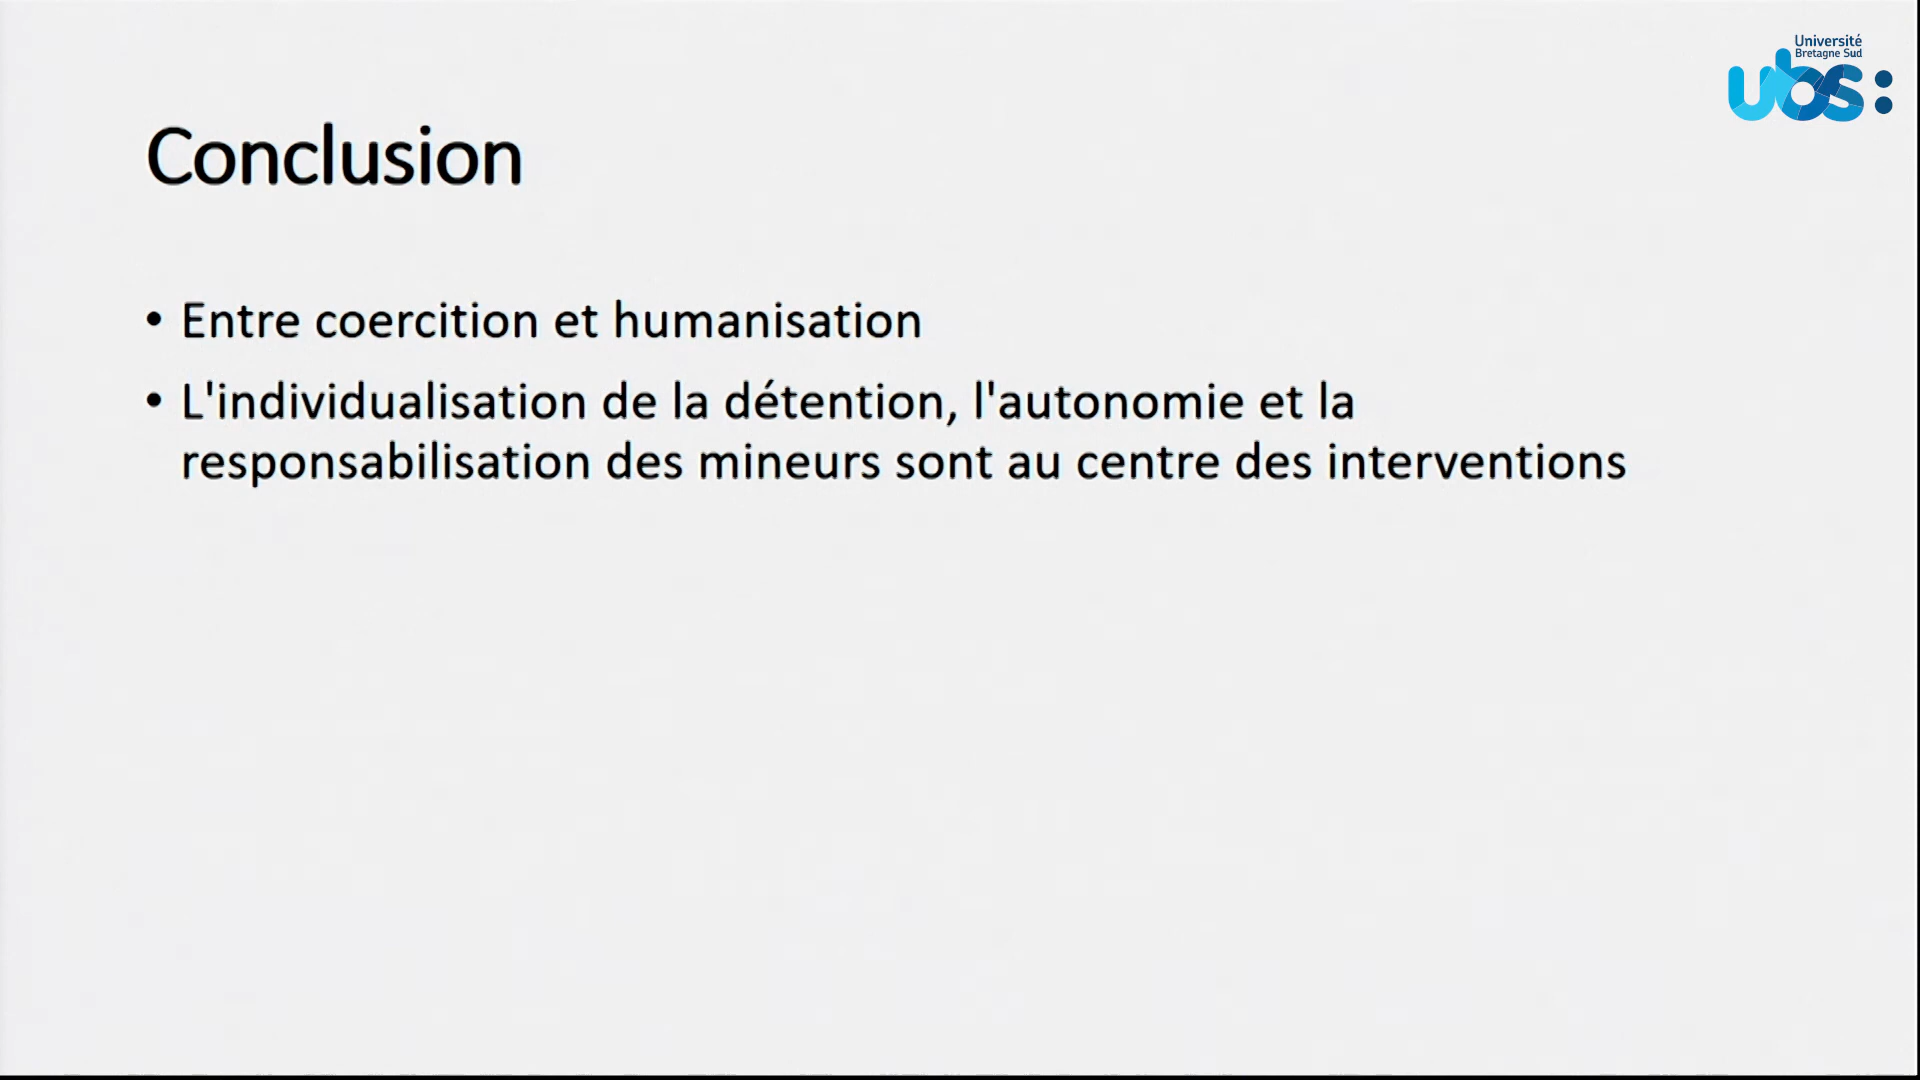 Université
Bretagne Sud
ubs:
Conclusion
• Entre coercition et humanisation
• L'individualisation de la détention, l'autonomie et la
responsabilisation des mineurs sont au centre des interventions